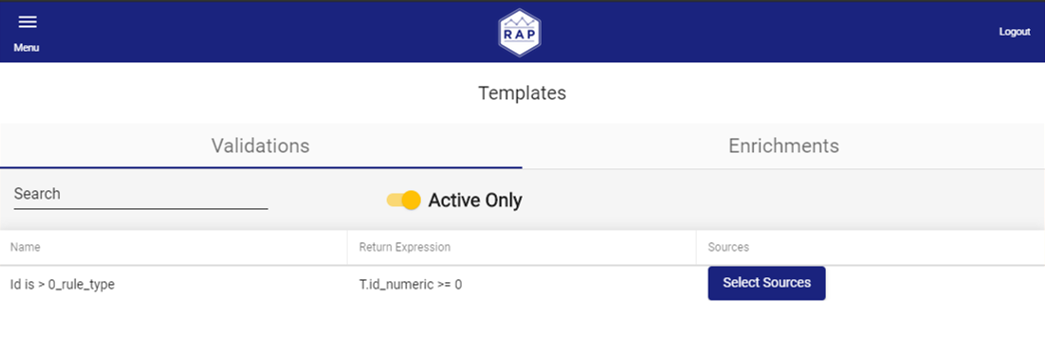 Menu
RAP
Logout
Templates
Validations
Enrichments
Search
Active Only
Name
Return Expression
Sources
Id is > 0_rule_type
T.id_numeric >= 0
Select Sources